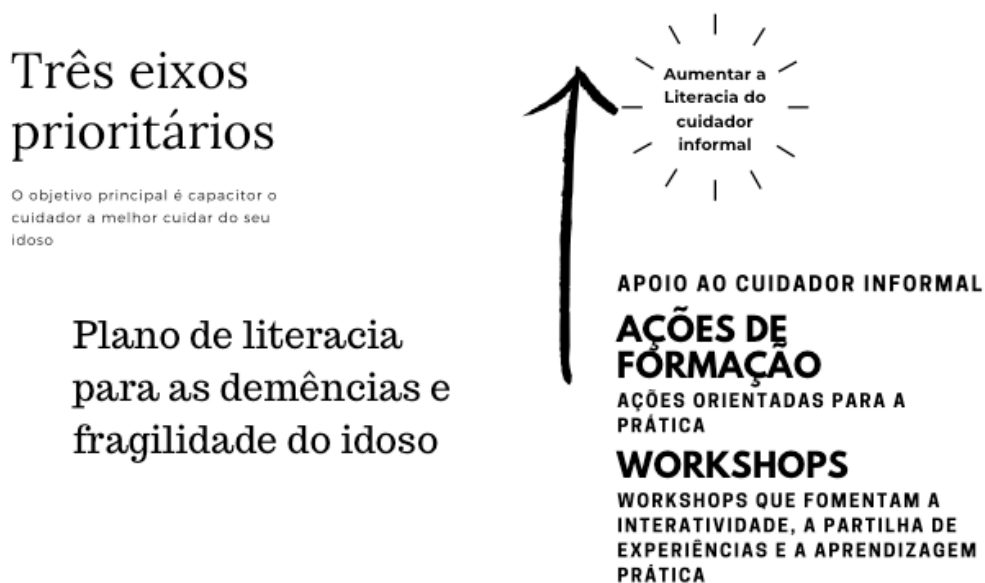 Três eixos
prioritários
O objetivo principal é capacitor o
cuidador a melhor cuidar do seu
idoso
Plano de literacia
para as demências e
fragilidade do idoso
Aumentar a
Literacia do
cuidador
informal
APOIO AO CUIDADOR INFORMAL
AÇÕES DE
FORMAÇÃO
AÇÕES ORIENTADAS PARA A
PRÁTICA
WORKSHOPS
WORKSHOPS QUE FOMENTAM A
INTERATIVIDADE, A PARTILHA DE
EXPERIÊNCIAS E A APRENDIZAGEM
PRÁTICA